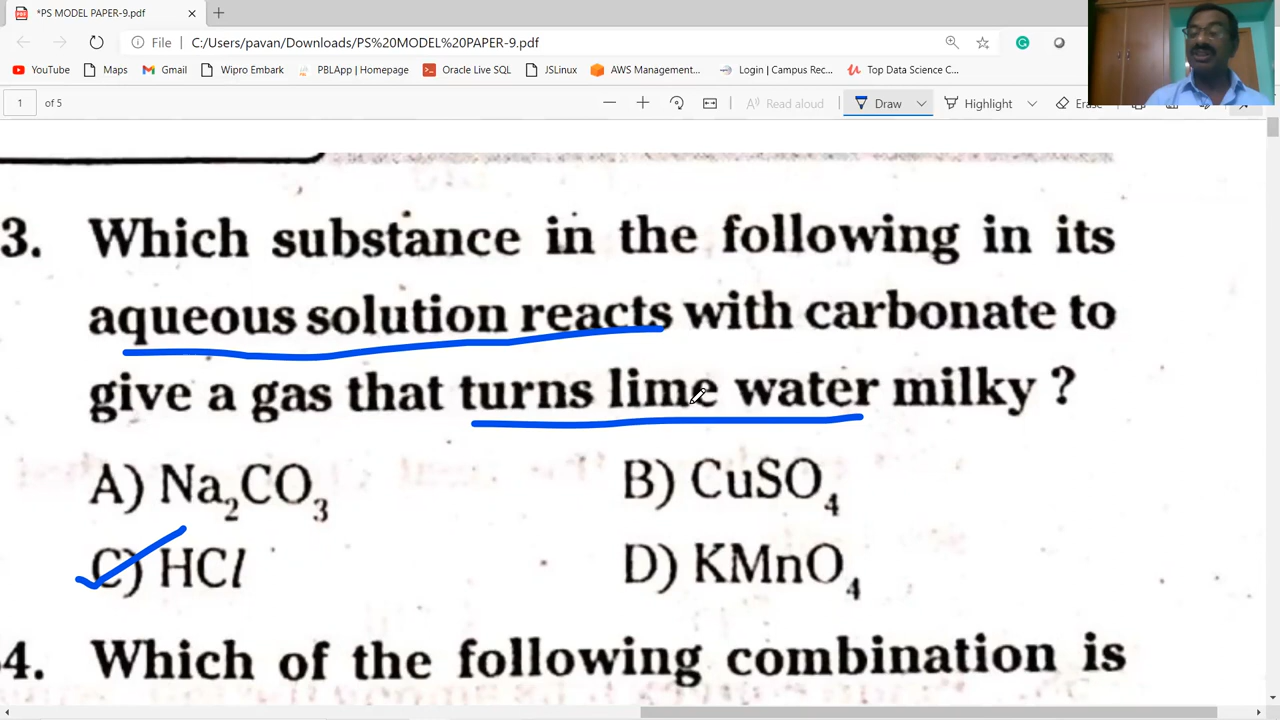 *PS MODEL PAPER-9.pdf
File C:/Users/pavan/Downloads/PS%20MODEL%20PAPER-9.pdf
YouTube Maps Gmail Wipro Embark PBLApp | Homepage Oracle Live SQL JSLinux AWS Management... Login | Campus Rec... Top Data Science C...
1 of 5 Read aloud Draw Highlight
3. Which substance in the following in its
aqueous solution reacts with carbonate to
give a gas that turns lime water milky ?
A) Na₂CO₃ B) CuSO₄
C) HCl D) KMnO₄
4. Which of the following combination is